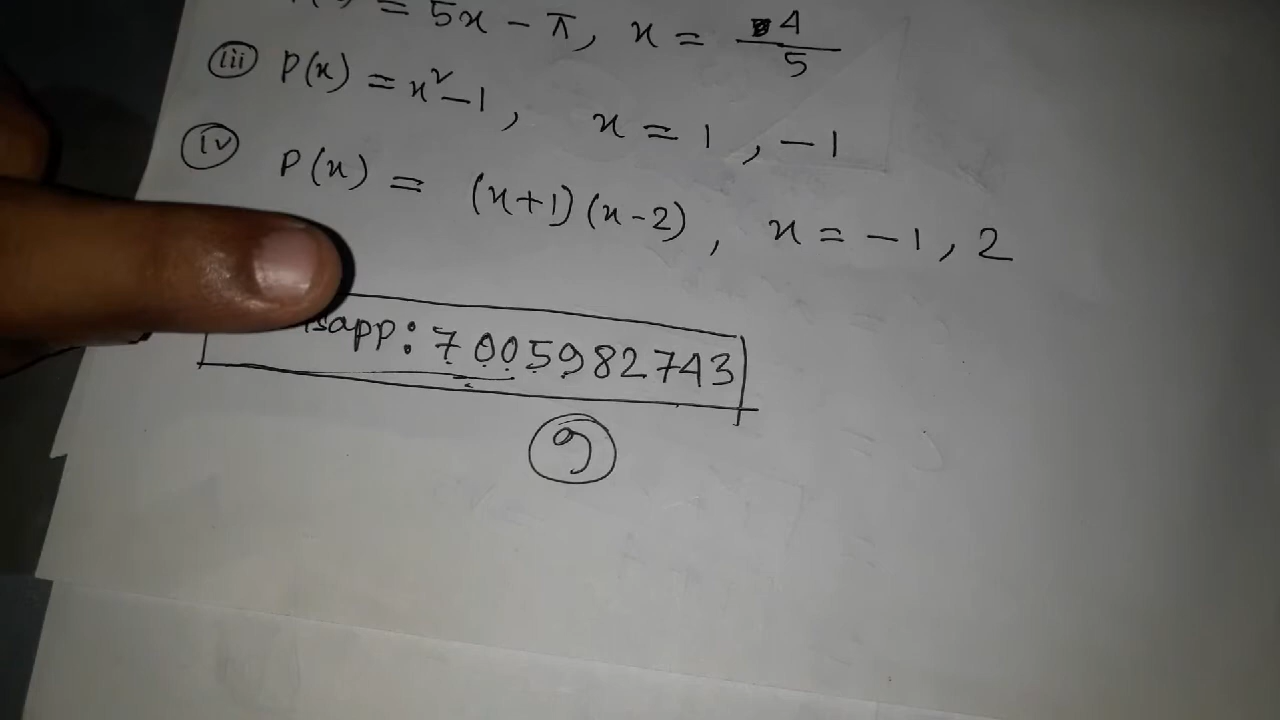 = 5x - π, x = 4/5
(iii) P(x) = x² - 1, x = 1, -1
(iv) P(x) = (x+1)(x-2), x = -1, 2
sapp: 7005982743
9